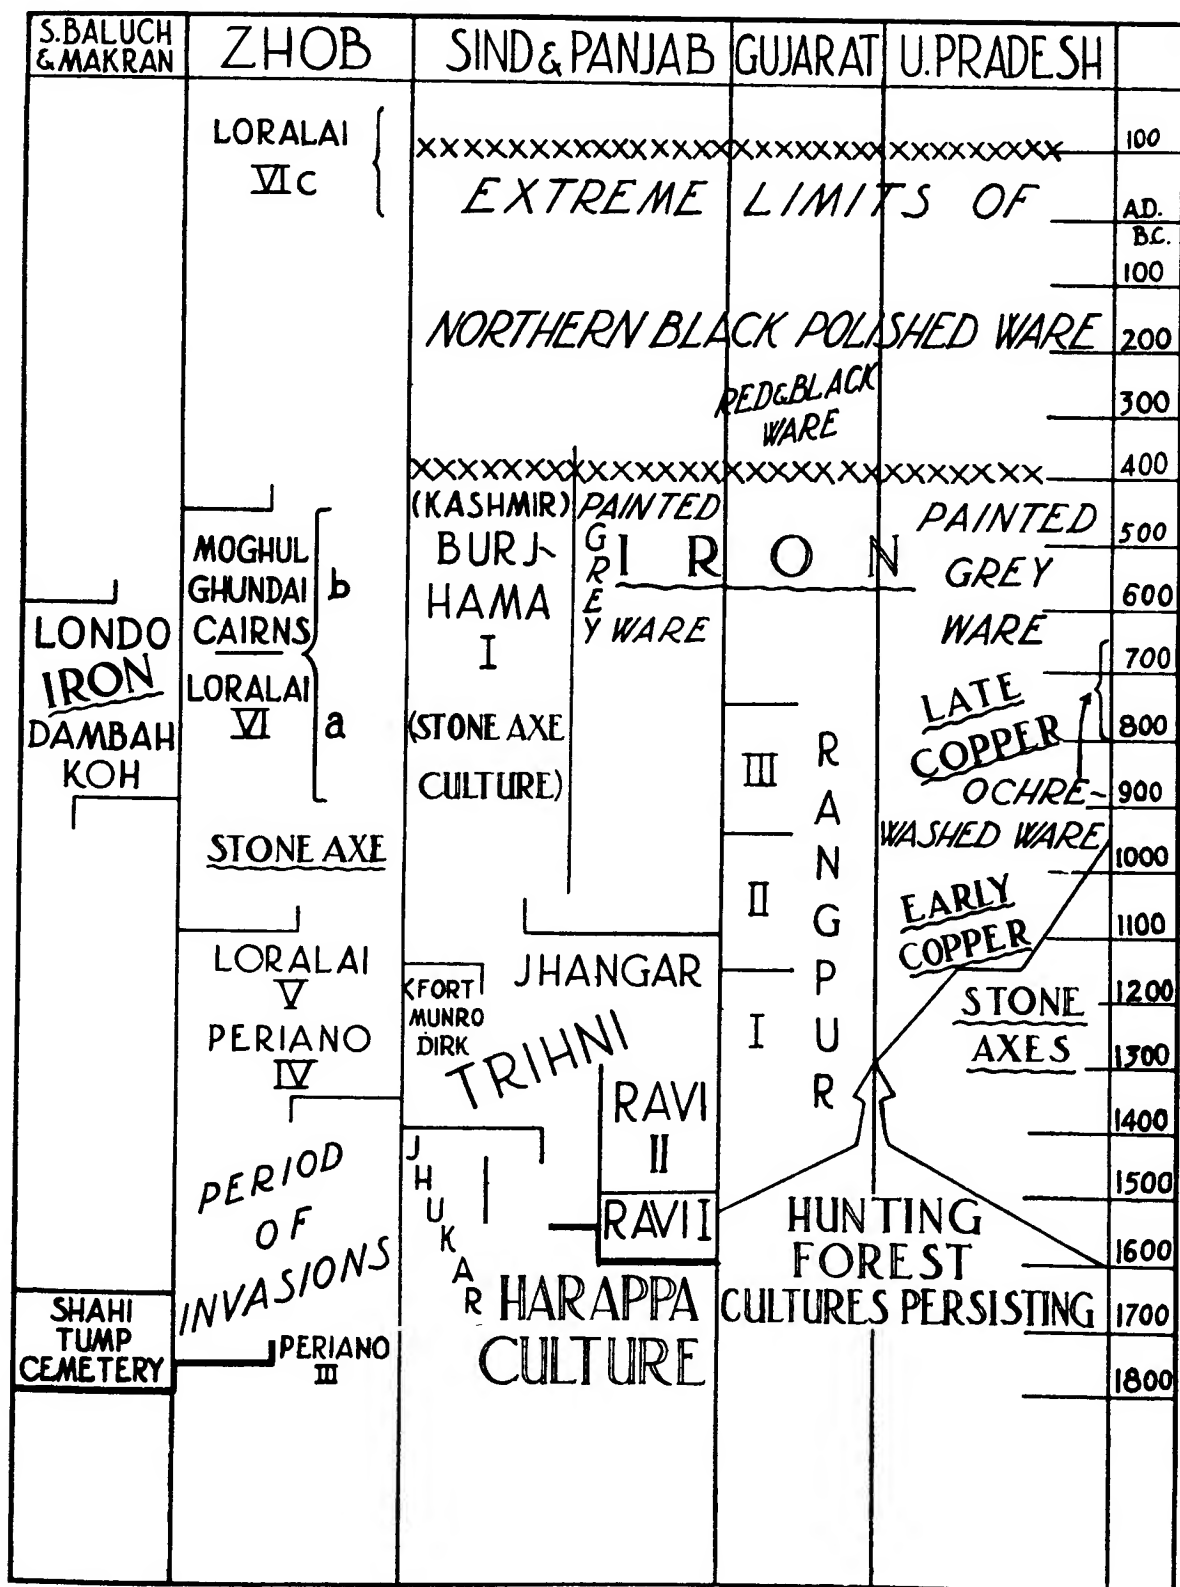 S. BALUCH
& MAKRAN
ZHOB
SIND & PANJAB
GUJARAT
U. PRADESH
LORALAI
VI C
XXXXXXXXXXXXXXXXXXXXXXXXXXXXX
EXTREME LIMITS OF
NORTHERN BLACK POLISHED WARE
RED & BLACK
WARE
XXXXXXXXXXXXXXXXXXXXXXXXXXXXX
MOGHUL
GHUNDAI
CAIRNS
b
LORALAI
VI
a
LONDO
IRON
DAMBAH
KOH
(KASHMIR)
BURJ-
HAMA
I
(STONE AXE
CULTURE)
PAINTED
GREY
WARE
IRON
PAINTED
GREY
WARE
LATE
COPPER
OCHRE-
WASHED WARE
EARLY
COPPER
STONE
AXES
III
II
I
RANGPUR
STONE AXE
LORALAI
V
PERIANO
IV
FORT
MUNRO
DIRK
JHANGAR
TRIHNI
RAVI
II
RAVI I
JHUKAR
HARAPPA
CULTURE
HUNTING
FOREST
CULTURES PERSISTING
PERIOD
OF
INVASIONS
PERIANO
III
SHAHI
TUMP
CEMETERY
100
A.D.
B.C.
100
200
300
400
500
600
700
800
900
1000
1100
1200
1300
1400
1500
1600
1700
1800